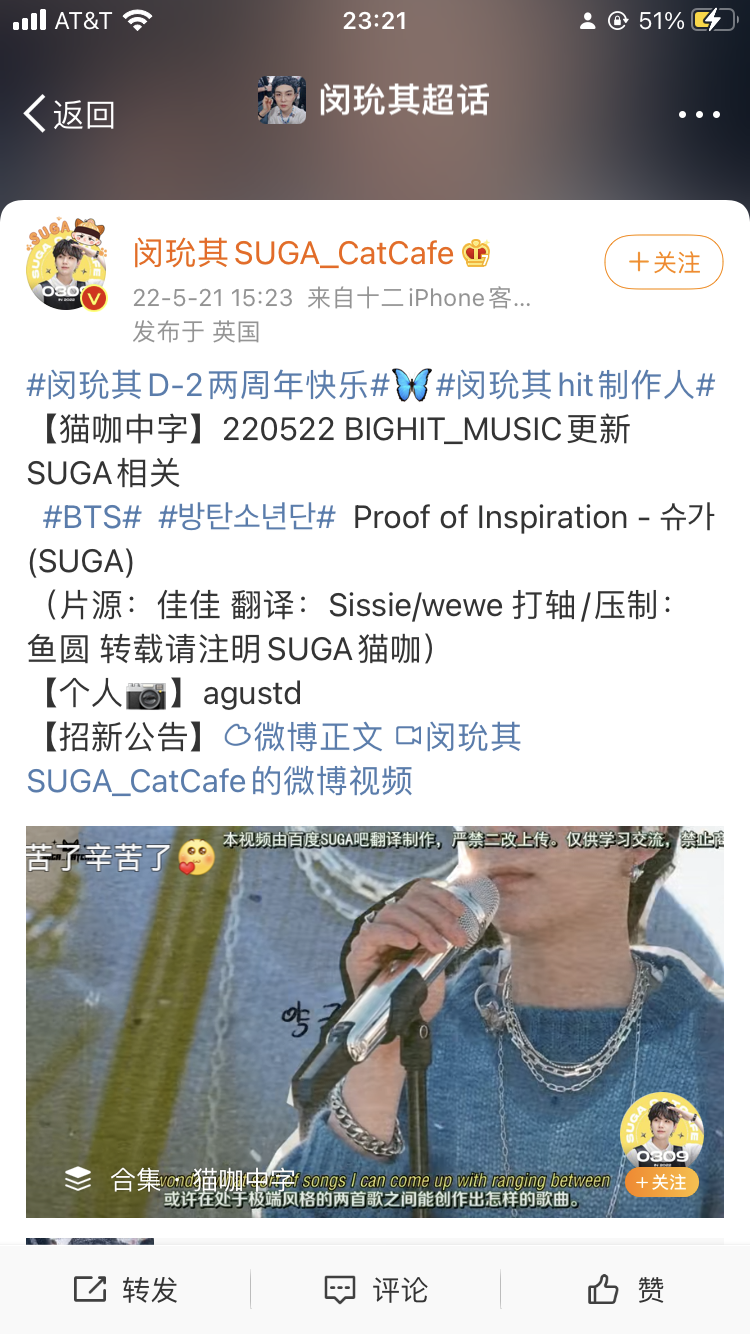 AT&T 23:21 51%
返回 闵玧其超话
闵玧其SUGA_CatCafe
+关注
22-5-21 15:23 来自十二iPhone客...
发布于 英国
#闵玧其D-2两周年快乐#🦋#闵玧其hit制作人#
【猫咖中字】220522 BIGHIT_MUSIC更新
SUGA相关
#BTS# #방탄소년단# Proof of Inspiration - 슈가
(SUGA)
（片源：佳佳 翻译：Sissie/wewe 打轴/压制：
鱼圆 转载请注明SUGA猫咖）
【个人📷】agustd
【招新公告】微博正文 闵玧其
SUGA_CatCafe的微博视频
本视频由百度SUGA吧翻译制作，严禁二改上传。仅供学习交流，禁止商
苦了辛苦了🥰
SUGA
0309
+关注
合集 · 猫咖中字
of songs I can come up with ranging between
或许在处于极端风格的两首歌之间能创作出怎样的歌曲。
转发 评论 赞